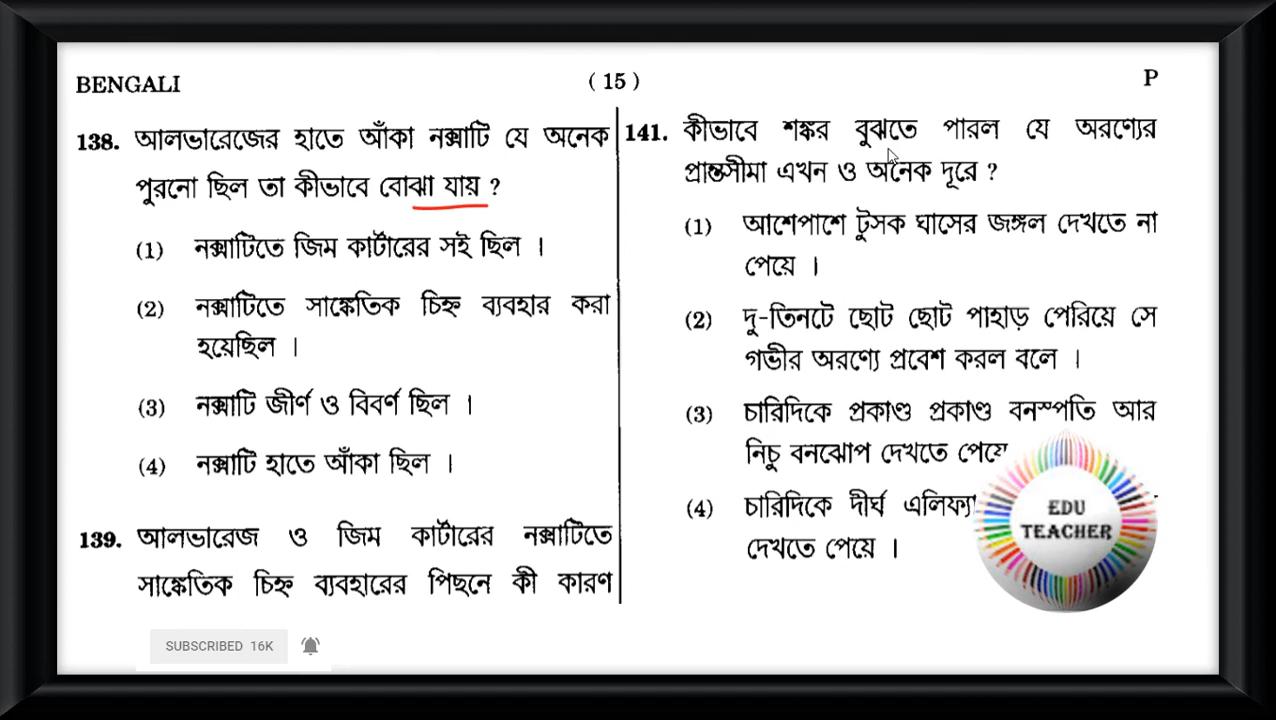 BENGALI
( 15 )
P
138. আলভারেজের হাতে আঁকা নক্সাটি যে অনেক
পুরনো ছিল তা কীভাবে বোঝা যায় ?
(1) নক্সাটিতে জিম কার্টারের সই ছিল ।
(2) নক্সাটিতে সাঙ্কেতিক চিহ্ন ব্যবহার করা
হয়েছিল ।
(3) নক্সাটি জীর্ণ ও বিবর্ণ ছিল ।
(4) নক্সাটি হাতে আঁকা ছিল ।
139. আলভারেজ ও জিম কার্টারের নক্সাটিতে
সাঙ্কেতিক চিহ্ন ব্যবহারের পিছনে কী কারণ
141. কীভাবে শঙ্কর বুঝতে পারল যে অরণ্যের
প্রান্তসীমা এখন ও অনেক দূরে ?
(1) আশেপাশে টুসক ঘাসের জঙ্গল দেখতে না
পেয়ে ।
(2) দু-তিনটে ছোট ছোট পাহাড় পেরিয়ে সে
গভীর অরণ্যে প্রবেশ করল বলে ।
(3) চারিদিকে প্রকাণ্ড প্রকাণ্ড বনস্পতি আর
নিচু বনঝোপ দেখতে পেয়ে
(4) চারিদিকে দীর্ঘ
দেখতে পেয়ে ।
EDU
TEACHER
SUBSCRIBED 16K